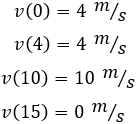 v(0) = 4 m/s
v(4) = 4 m/s
v(10) = 10 m/s
v(15) = 0 m/s